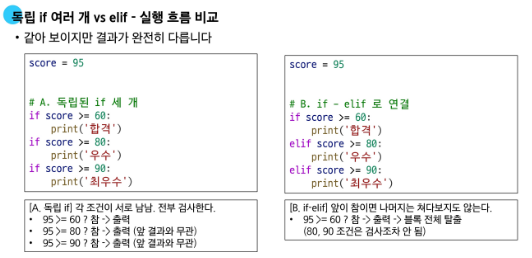 독립 if 여러 개 vs elif - 실행 흐름 비교
• 같아 보이지만 결과가 완전히 다릅니다
score = 95
# A. 독립된 if 세 개
if score >= 60:
    print('합격')
if score >= 80:
    print('우수')
if score >= 90:
    print('최우수')
[A. 독립 if] 각 조건이 서로 남남. 전부 검사한다.
• 95 >= 60 ? 참 -> 출력
• 95 >= 80 ? 참 -> 출력 (앞 결과와 무관)
• 95 >= 90 ? 참 -> 출력 (앞 결과와 무관)
score = 95
# B. if - elif 로 연결
if score >= 60:
    print('합격')
elif score >= 80:
    print('우수')
elif score >= 90:
    print('최우수')
[B. if-elif] 앞이 참이면 나머지는 쳐다보지도 않는다.
• 95 >= 60 ? 참 -> 출력 -> 블록 전체 탈출
(80, 90 조건은 검사조차 안 됨)